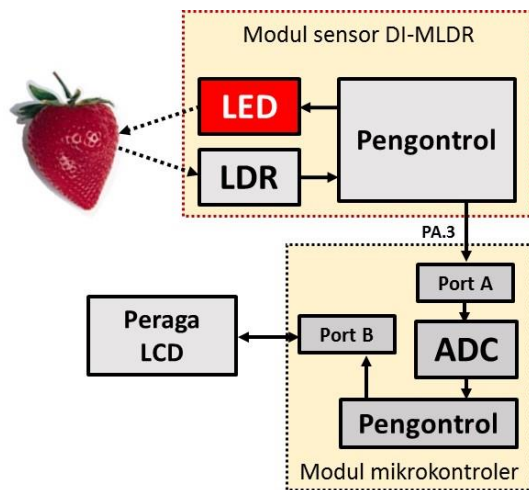 Modul sensor DI-MLDR
LED
Pengontrol
LDR
PA.3
Port A
Peraga
LCD
Port B
ADC
Pengontrol
Modul mikrokontroler